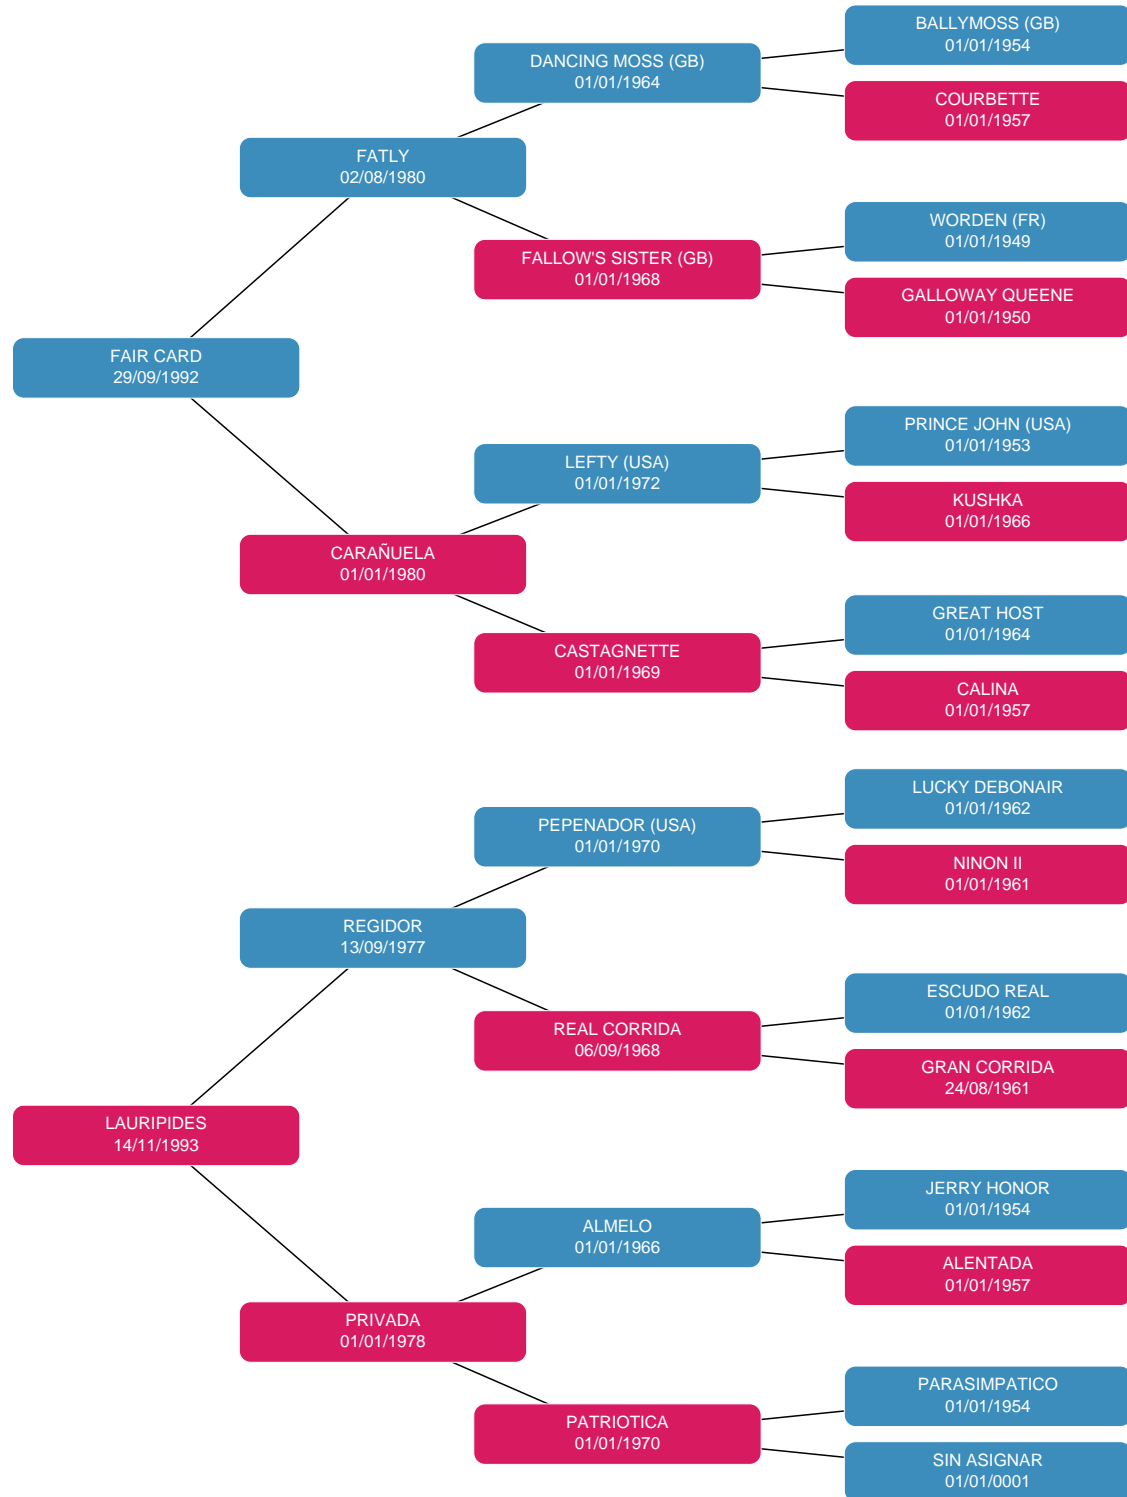 BALLYMOSS (GB)
01/01/1954
DANCING MOSS (GB)
01/01/1964
COURBETTE
01/01/1957
FATLY
02/08/1980
WORDEN (FR)
01/01/1949
FALLOW'S SISTER (GB)
01/01/1968
GALLOWAY QUEENE
01/01/1950
FAIR CARD
29/09/1992
PRINCE JOHN (USA)
01/01/1953
LEFTY (USA)
01/01/1972
KUSHKA
01/01/1966
CARAÑUELA
01/01/1980
GREAT HOST
01/01/1964
CASTAGNETTE
01/01/1969
CALINA
01/01/1957
LUCKY DEBONAIR
01/01/1962
PEPENADOR (USA)
01/01/1970
NINON II
01/01/1961
REGIDOR
13/09/1977
ESCUDO REAL
01/01/1962
REAL CORRIDA
06/09/1968
GRAN CORRIDA
24/08/1961
LAURIPIDES
14/11/1993
JERRY HONOR
01/01/1954
ALMELO
01/01/1966
ALENTADA
01/01/1957
PRIVADA
01/01/1978
PARASIMPATICO
01/01/1954
PATRIOTICA
01/01/1970
SIN ASIGNAR
01/01/0001